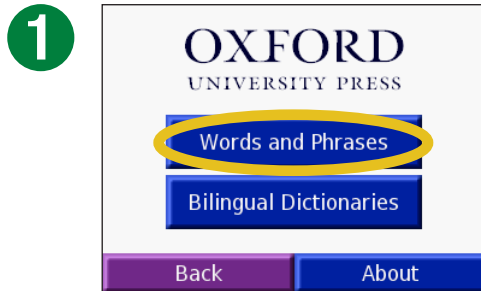 1
OXFORD
UNIVERSITY PRESS
Words and Phrases
Bilingual Dictionaries
Back About